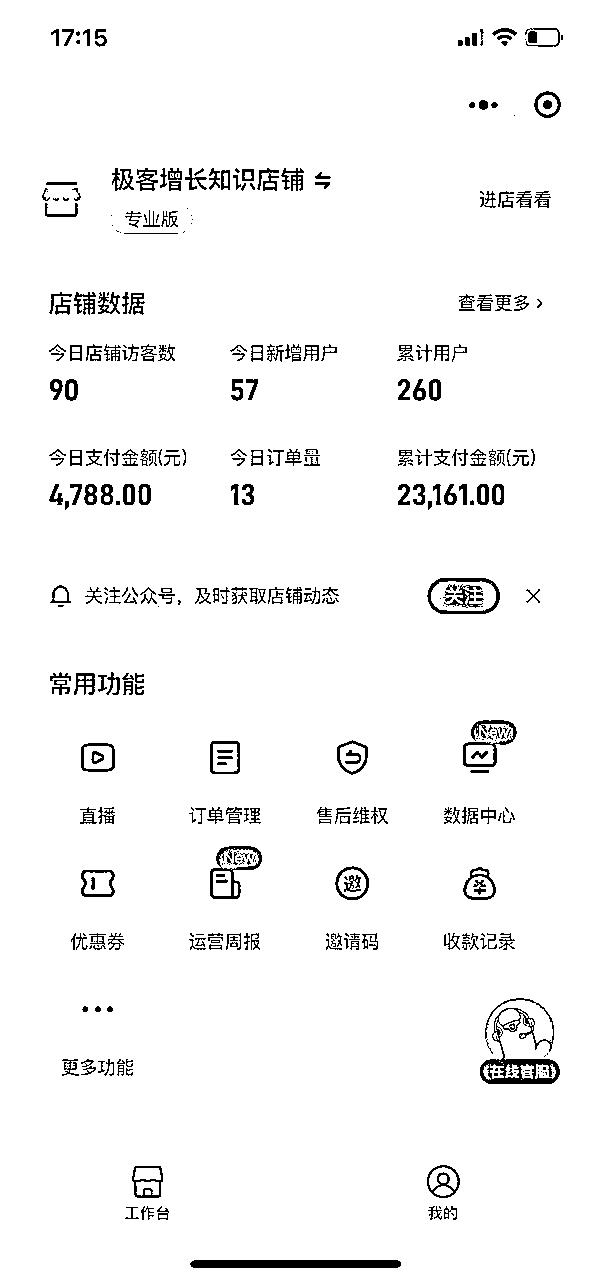 17:15
极客增长知识店铺
专业版
进店看看
店铺数据
查看更多 >
今日店铺访客数 今日新增用户 累计用户
90 57 260
今日支付金额(元) 今日订单量 累计支付金额(元)
4,788.00 13 23,161.00
关注公众号，及时获取店铺动态
关注
常用功能
New
直播 订单管理 售后维权 数据中心
New
邀
优惠券 运营周报 邀请码 收款记录
更多功能
在线客服
工作台 我的